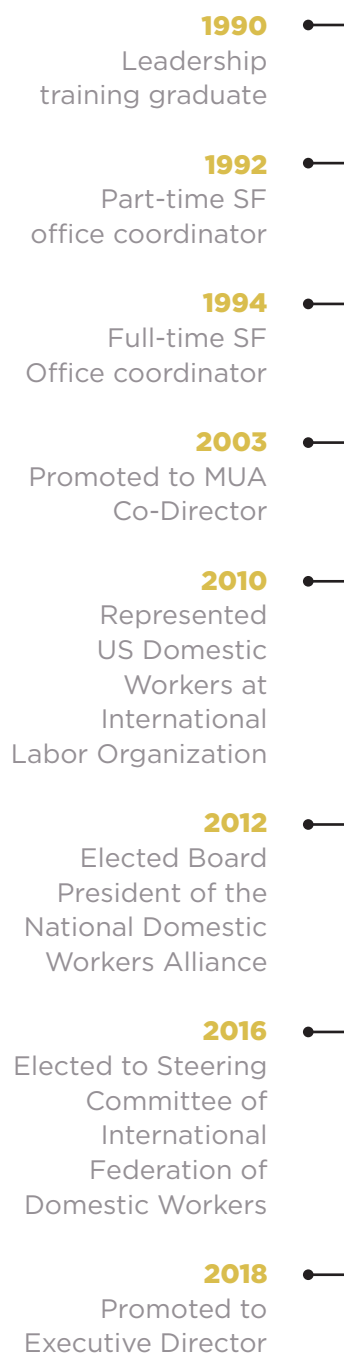 1990
Leadership
training graduate
1992
Part-time SF
office coordinator
1994
Full-time SF
Office coordinator
2003
Promoted to MUA
Co-Director
2010
Represented
US Domestic
Workers at
International
Labor Organization
2012
Elected Board
President of the
National Domestic
Workers Alliance
2016
Elected to Steering
Committee of
International
Federation of
Domestic Workers
2018
Promoted to
Executive Director